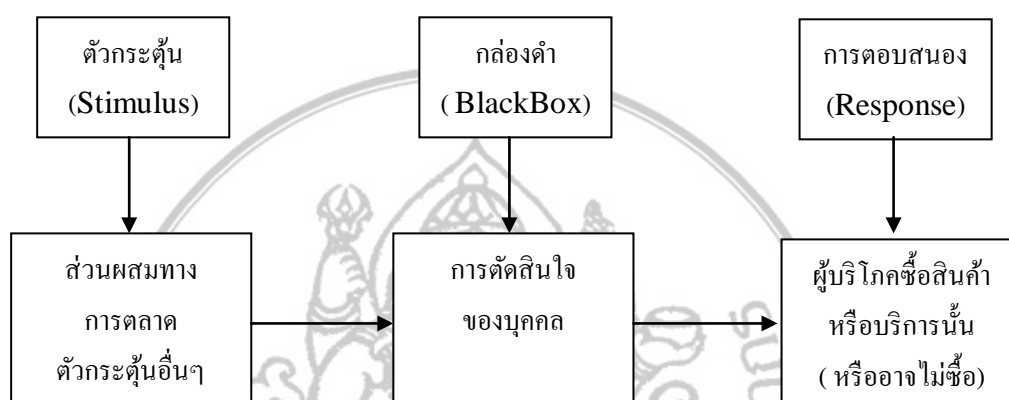 ตัวกระตุ้น
(Stimulus)
กล่องดำ
( BlackBox)
การตอบสนอง
(Response)
ส่วนผสมทาง
การตลาด
ตัวกระตุ้นอื่นๆ
การตัดสินใจ
ของบุคคล
ผู้บริโภคซื้อสินค้า
หรือบริการนั้น
( หรืออาจไม่ซื้อ)